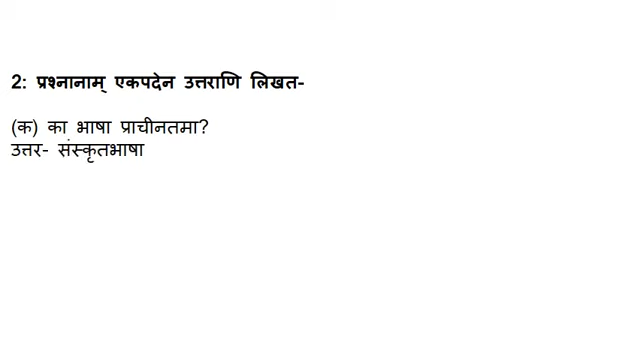 2: प्रश्नानाम् एकपदेन उत्तराणि लिखत-
(क) का भाषा प्राचीनतमा?
उत्तर- संस्कृतभाषा